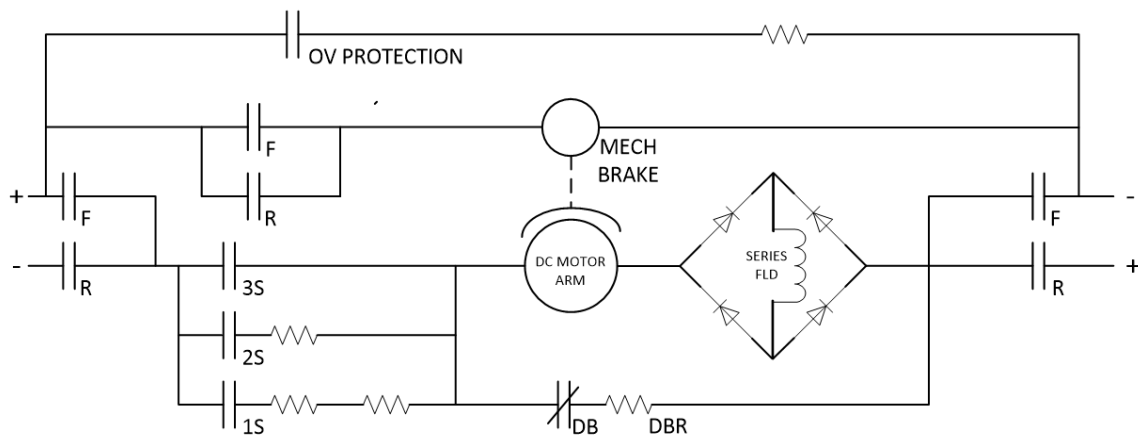 OV PROTECTION
F
MECH
BRAKE
R
+
F
-
R
3S
DC MOTOR
ARM
SERIES
FLD
F
-
R
+
2S
1S
DB
DBR